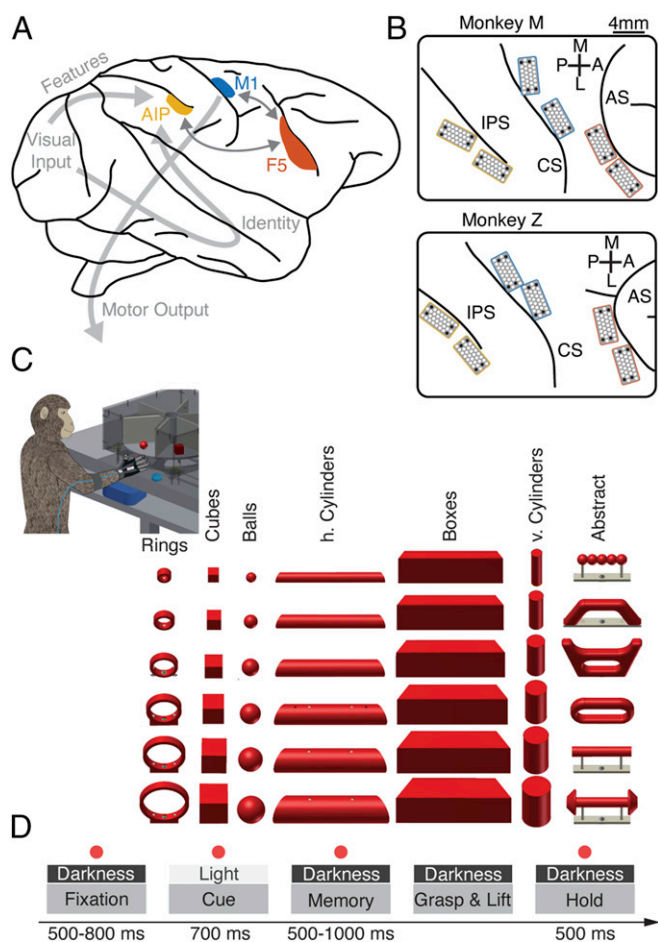 A
Features
M1
AIP
Visual
Input
F5
Identity
Motor Output
B
Monkey M
4mm
M
P A
L
AS
IPS
CS
Monkey Z
M
P A
L
AS
IPS
CS
C
Rings
Cubes
Balls
h. Cylinders
Boxes
v. Cylinders
Abstract
D
Darkness
Light
Darkness
Darkness
Darkness
Fixation
Cue
Memory
Grasp & Lift
Hold
500-800 ms
700 ms
500-1000 ms
500 ms